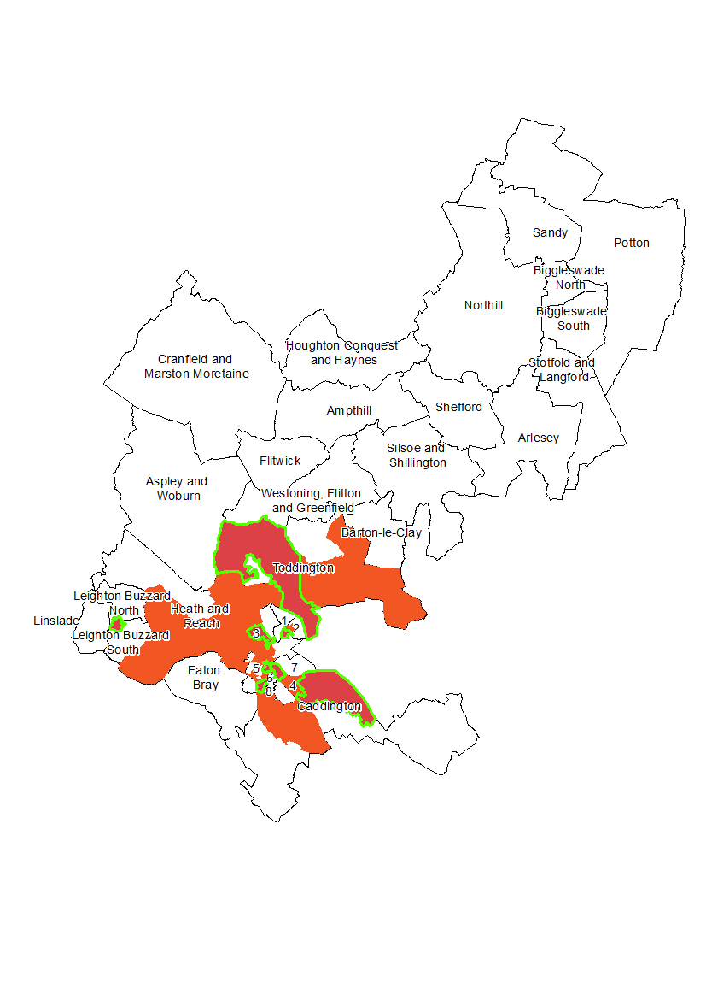 Sandy
Potton
Biggleswade
North
Northill
Biggleswade
South
Houghton Conquest
and Haynes
Cranfield and
Marston Moretaine
Stotfold and
Langford
Ampthill
Shefford
Arlesey
Silsoe and
Shillington
Flitwick
Aspley and
Woburn
Westoning, Flitton
and Greenfield
Barton-le-Clay
Toddington
Leighton Buzzard
North
Heath and
Reach
Linslade
1
2
3
Leighton Buzzard
South
Eaton
Bray
5
7
6
4
8
Caddington